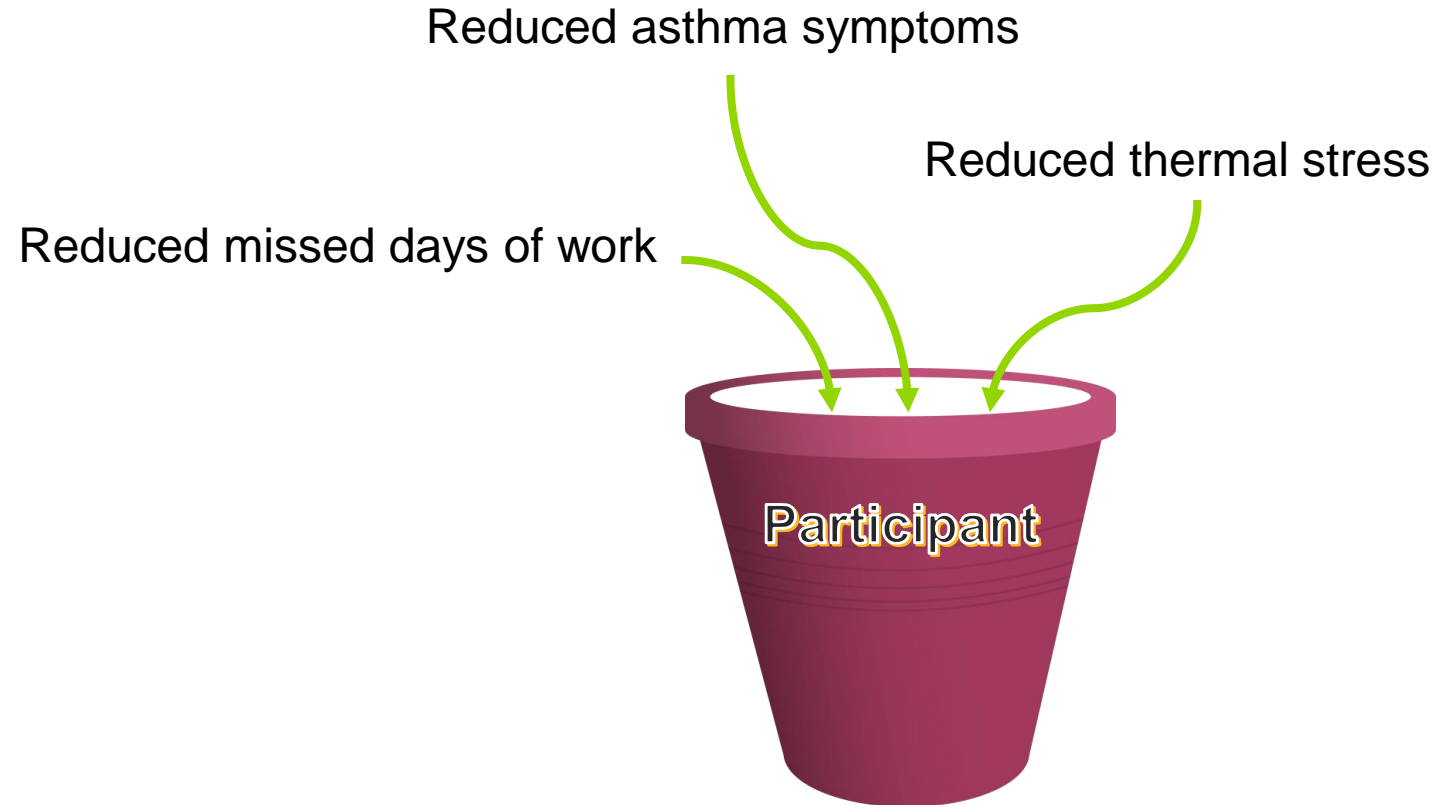 Reduced asthma symptoms
Reduced thermal stress
Reduced missed days of work
Participant